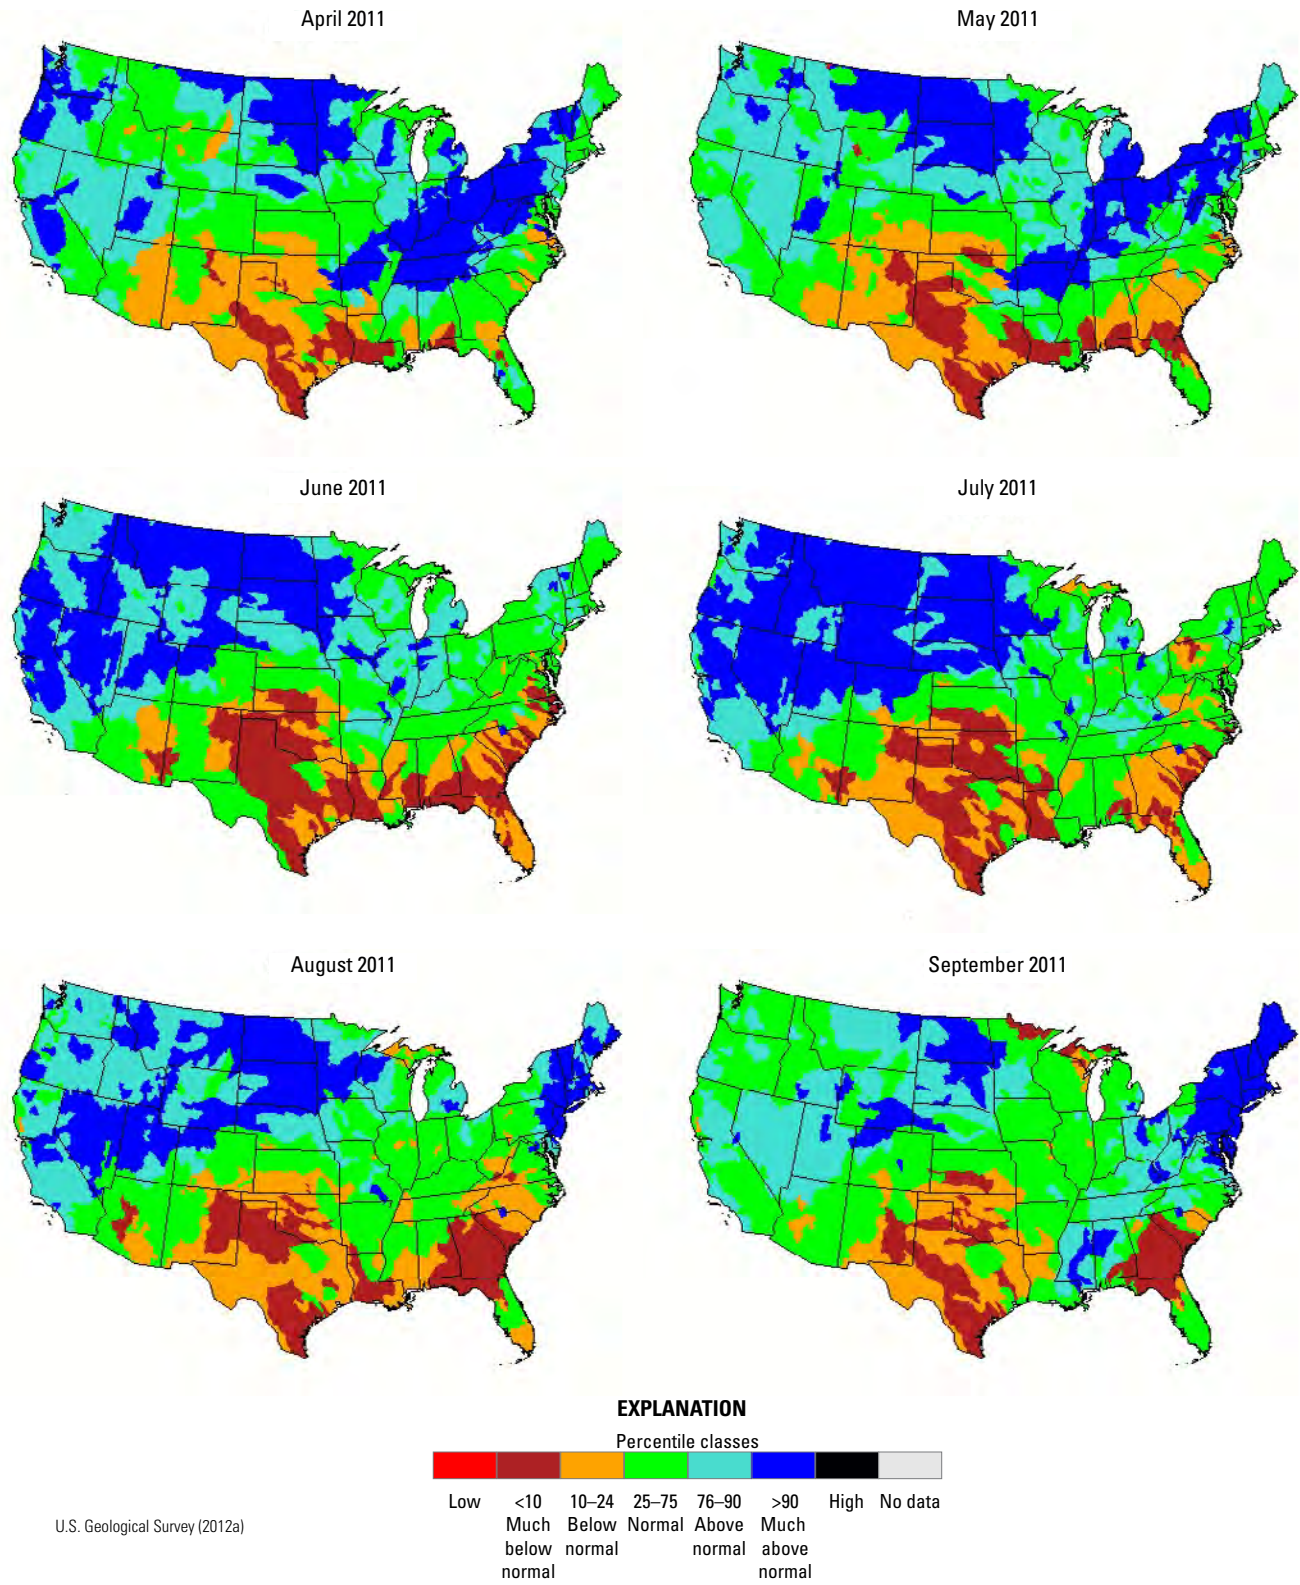 April 2011
May 2011
June 2011
July 2011
August 2011
September 2011
EXPLANATION
Percentile classes
Low
<10
Much
below
normal
10–24
Below
normal
25–75
Normal
76–90
Above
normal
>90
Much
above
normal
High
No data
U.S. Geological Survey (2012a)